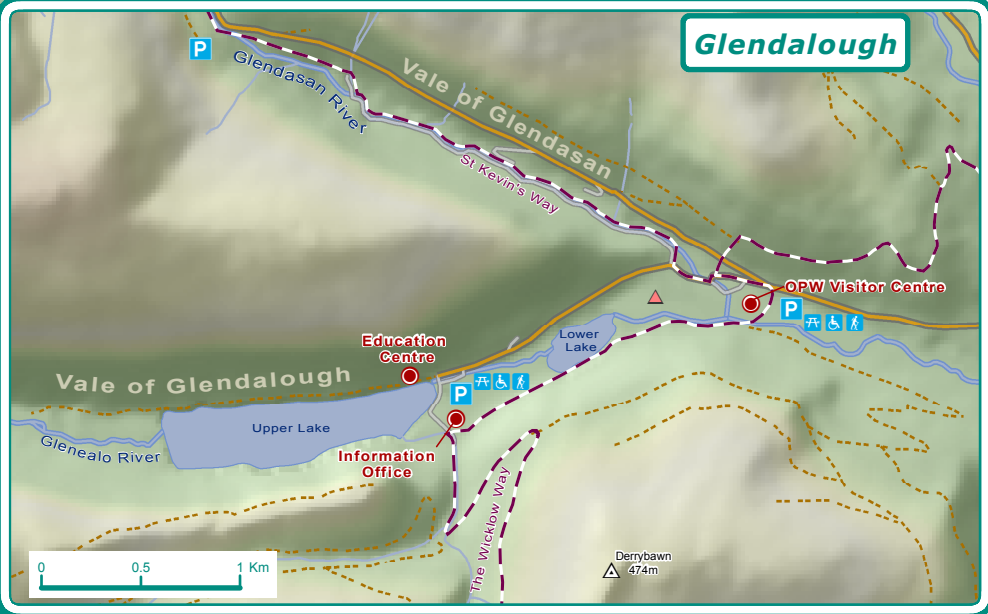 Glendalough
P
Glendasan River
Vale of Glendasan
St Kevin's Way
OPW Visitor Centre
P
Lower
Lake
Education
Centre
Vale of Glendalough
P
Upper Lake
Glenealo River
Information
Office
The Wicklow Way
Derrybawn
474m
0 0.5 1 Km